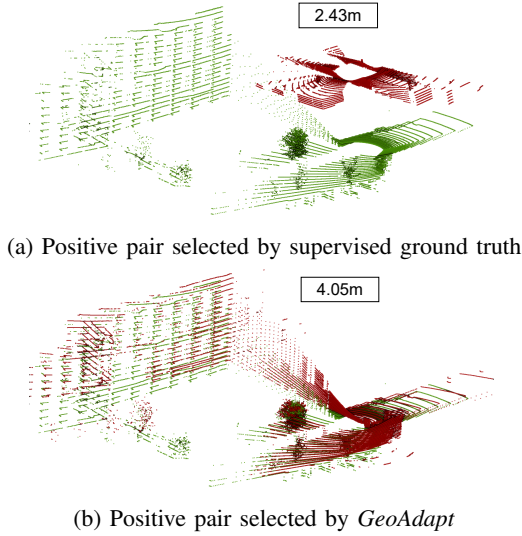 2.43m
(a) Positive pair selected by supervised ground truth
4.05m
(b) Positive pair selected by GeoAdapt